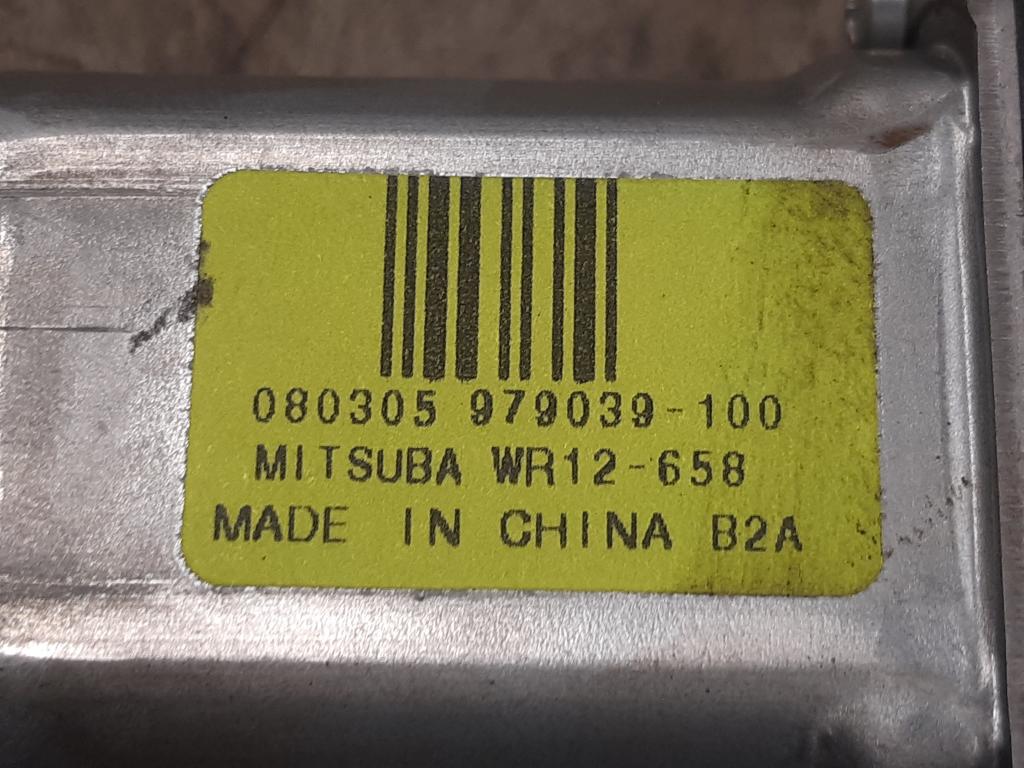 080305 979039-100
MITSUBA WR12-658
MADE IN CHINA B2A